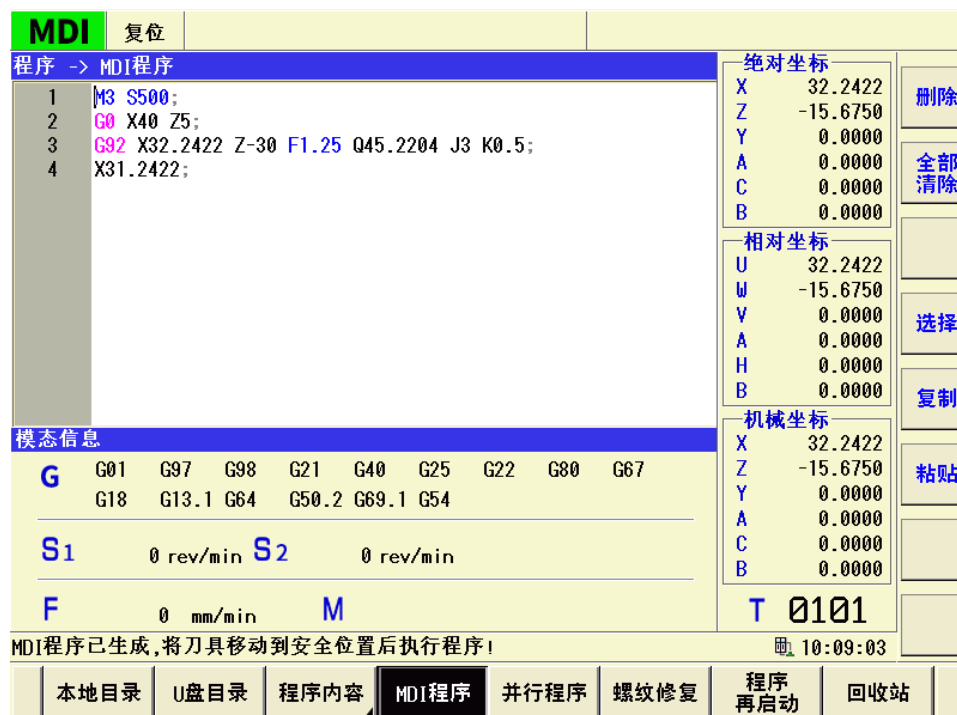 MDI 复位
程序 -> MDI程序
1 M3 S500;
2 G0 X40 Z5;
3 G92 X32.2422 Z-30 F1.25 Q45.2204 J3 K0.5;
4 X31.2422;
模态信息
G G01 G97 G98 G21 G40 G25 G22 G80 G67
G18 G13.1 G64 G50.2 G69.1 G54
S1 0 rev/min S2 0 rev/min
F 0 mm/min M
绝对坐标
X 32.2422
Z -15.6750
Y 0.0000
A 0.0000
C 0.0000
B 0.0000
相对坐标
U 32.2422
W -15.6750
V 0.0000
A 0.0000
H 0.0000
B 0.0000
机械坐标
X 32.2422
Z -15.6750
Y 0.0000
A 0.0000
C 0.0000
B 0.0000
T 0101
删除
全部
清除
选择
复制
粘贴
MDI程序已生成,将刀具移动到安全位置后执行程序! 10:09:03
本地目录 U盘目录 程序内容 MDI程序 并行程序 螺纹修复 程序 回收站
再启动